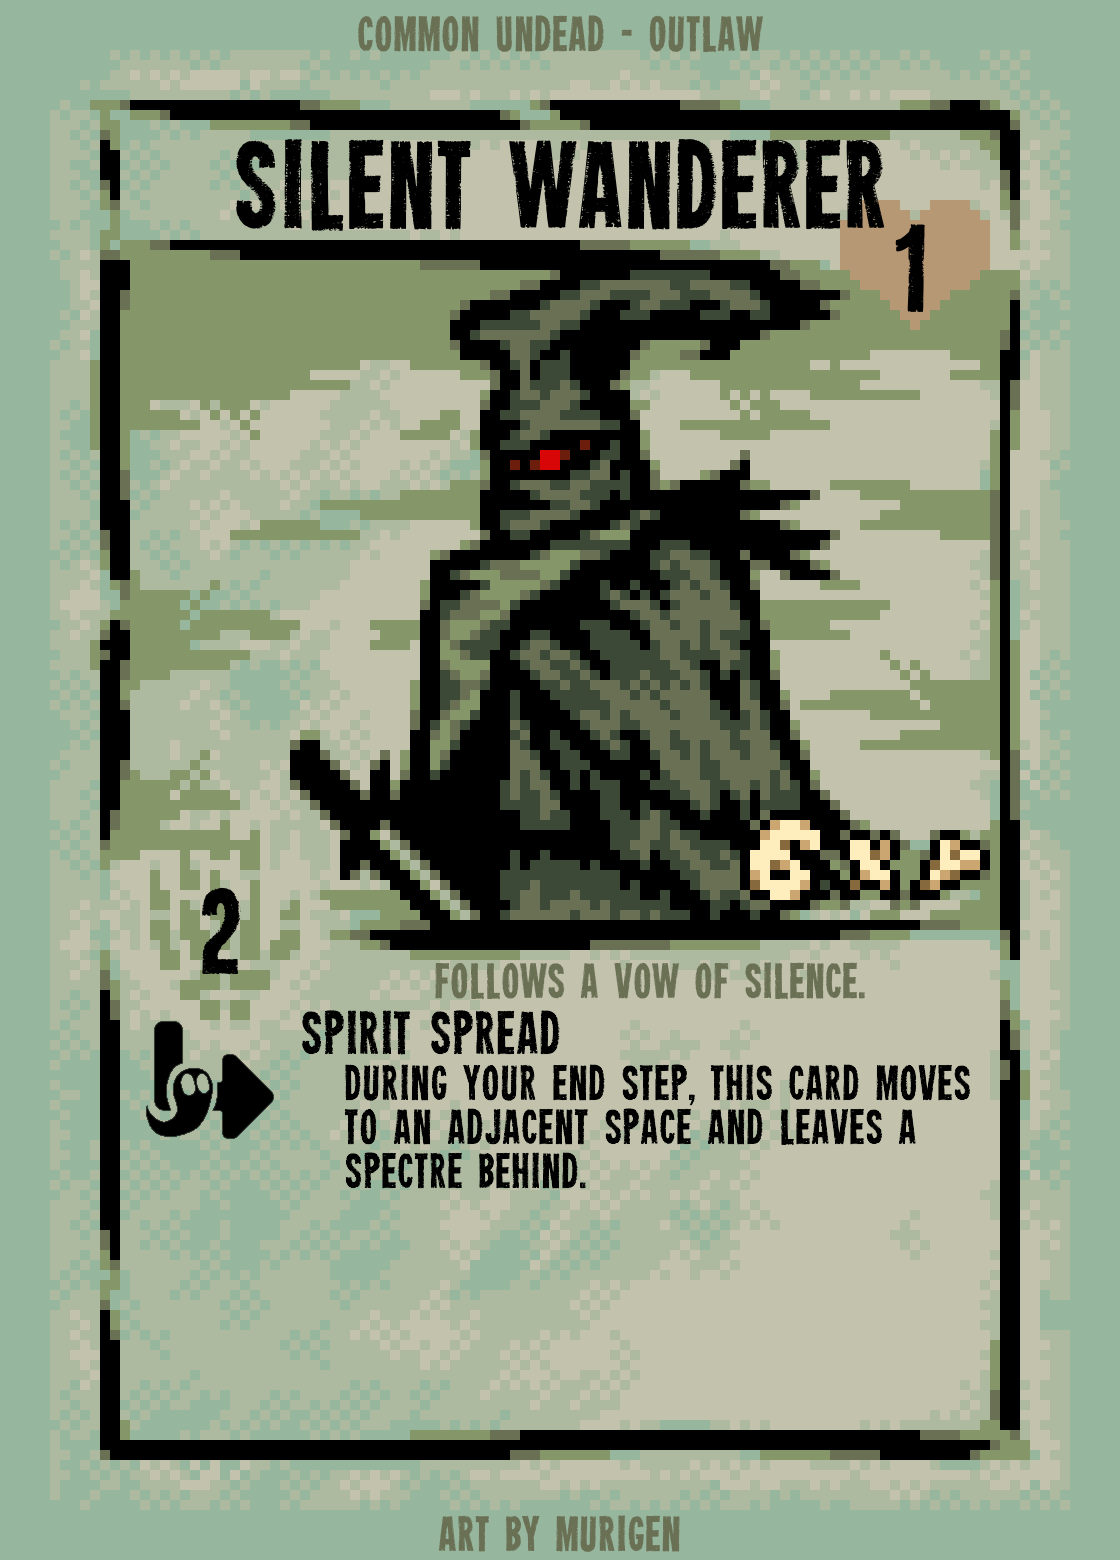 COMMON UNDEAD - OUTLAW
SILENT WANDERER
1
6 X P
2
FOLLOWS A VOW OF SILENCE.
SPIRIT SPREAD
DURING YOUR END STEP, THIS CARD MOVES
TO AN ADJACENT SPACE AND LEAVES A
SPECTRE BEHIND.
ART BY MURIGEN